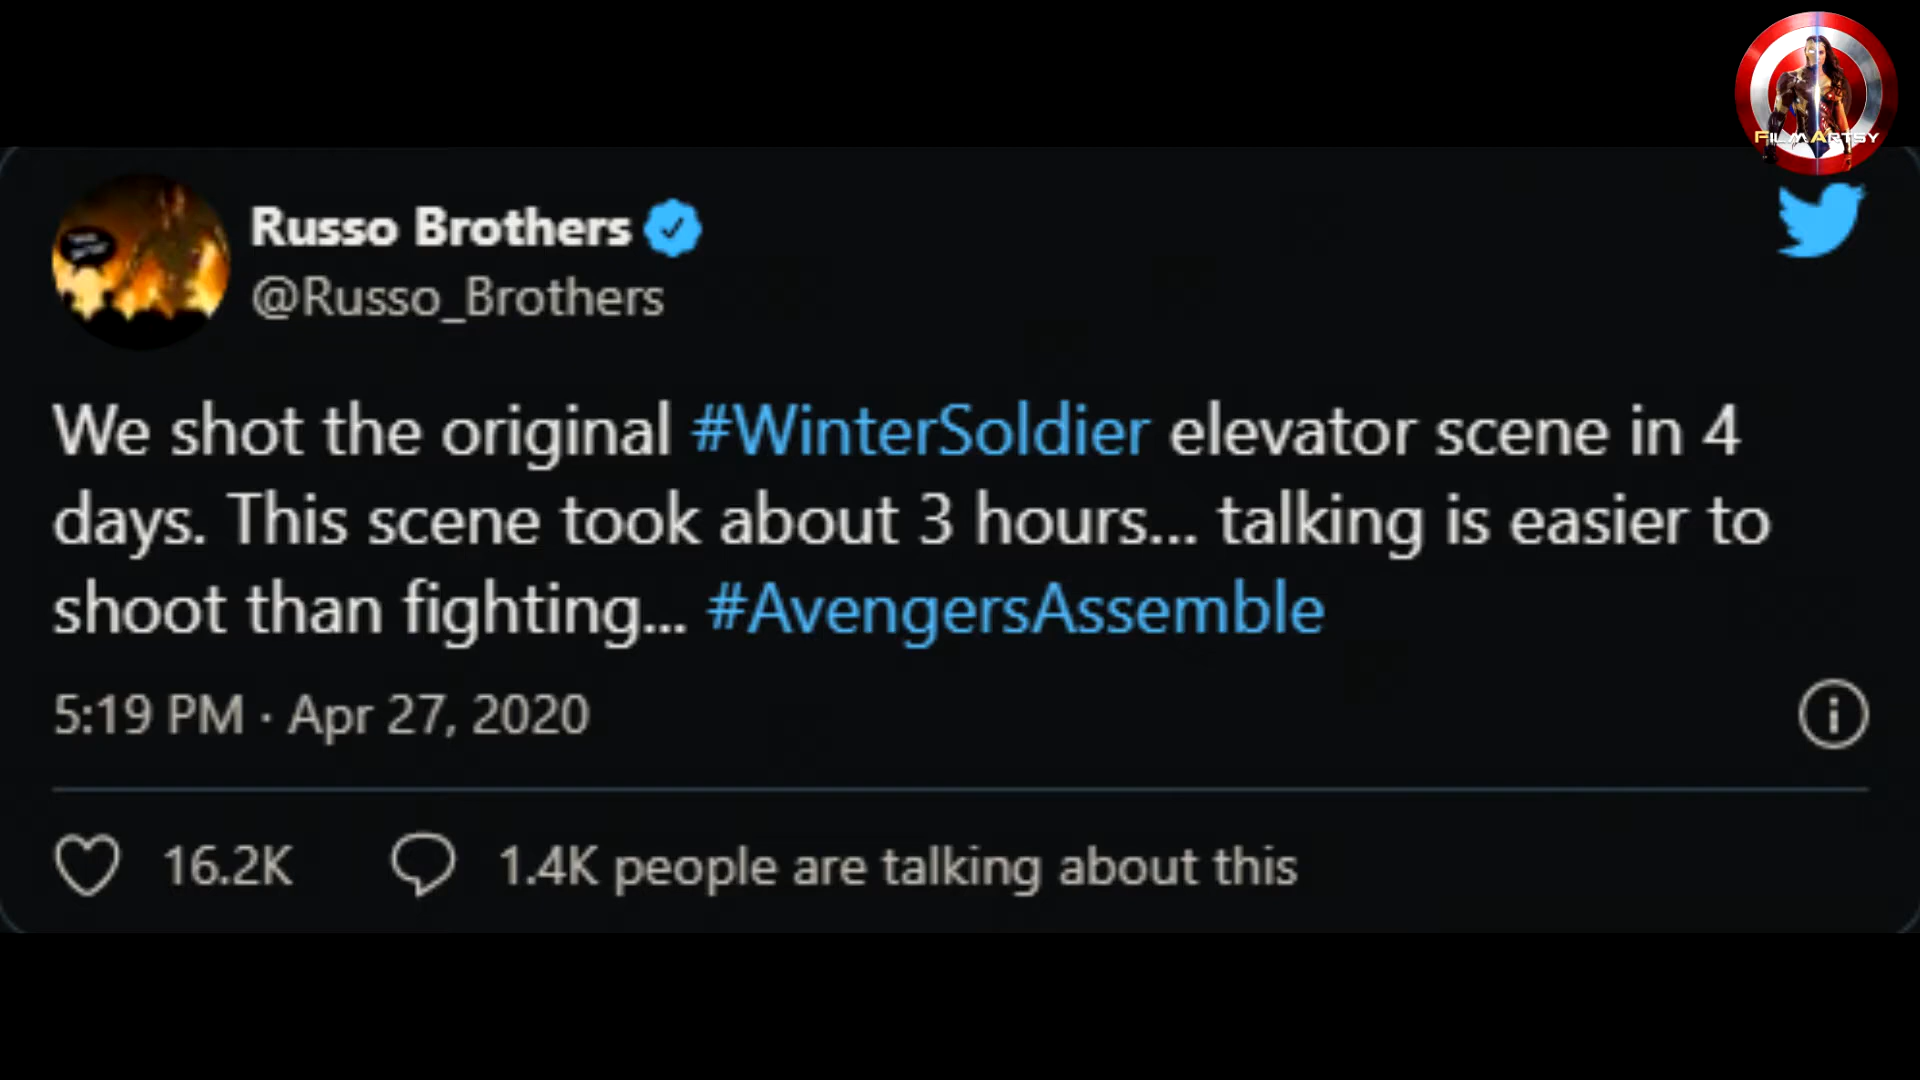 FILMARTSY
Russo Brothers
@Russo_Brothers
We shot the original #WinterSoldier elevator scene in 4
days. This scene took about 3 hours... talking is easier to
shoot than fighting... #AvengersAssemble
5:19 PM · Apr 27, 2020
16.2K 1.4K people are talking about this